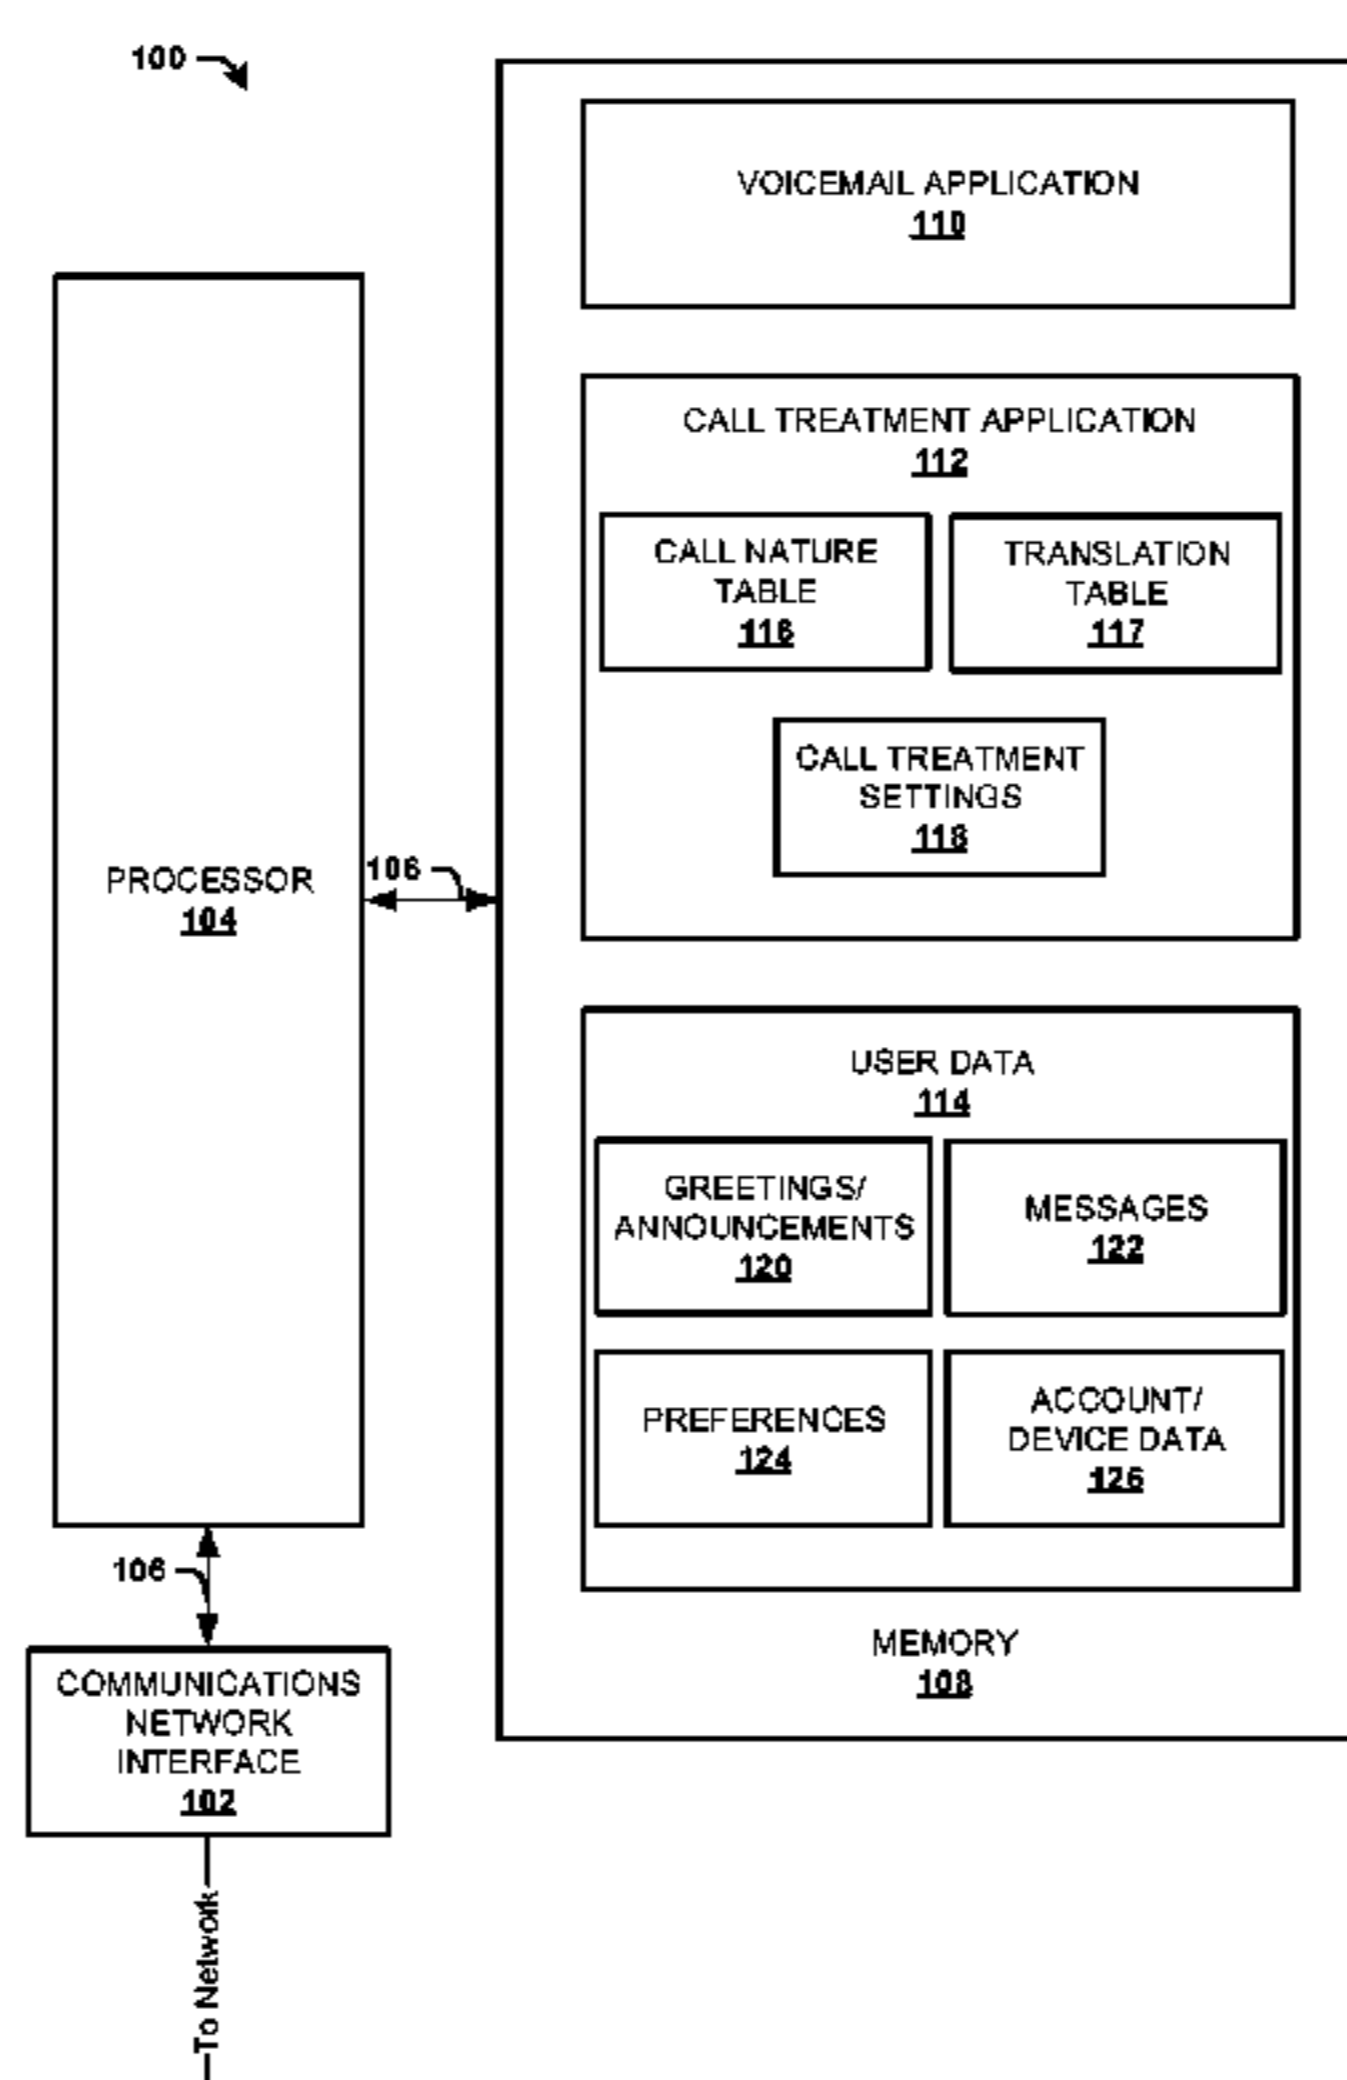 100
VOICEMAIL APPLICATION
110
CALL TREATMENT APPLICATION
112
CALL NATURE
TABLE
116
TRANSLATION
TABLE
117
CALL TREATMENT
SETTINGS
118
PROCESSOR
104
106
USER DATA
114
GREETINGS/
ANNOUNCEMENTS
120
MESSAGES
122
PREFERENCES
124
ACCOUNT/
DEVICE DATA
126
106
MEMORY
108
COMMUNICATIONS
NETWORK
INTERFACE
102
To Network